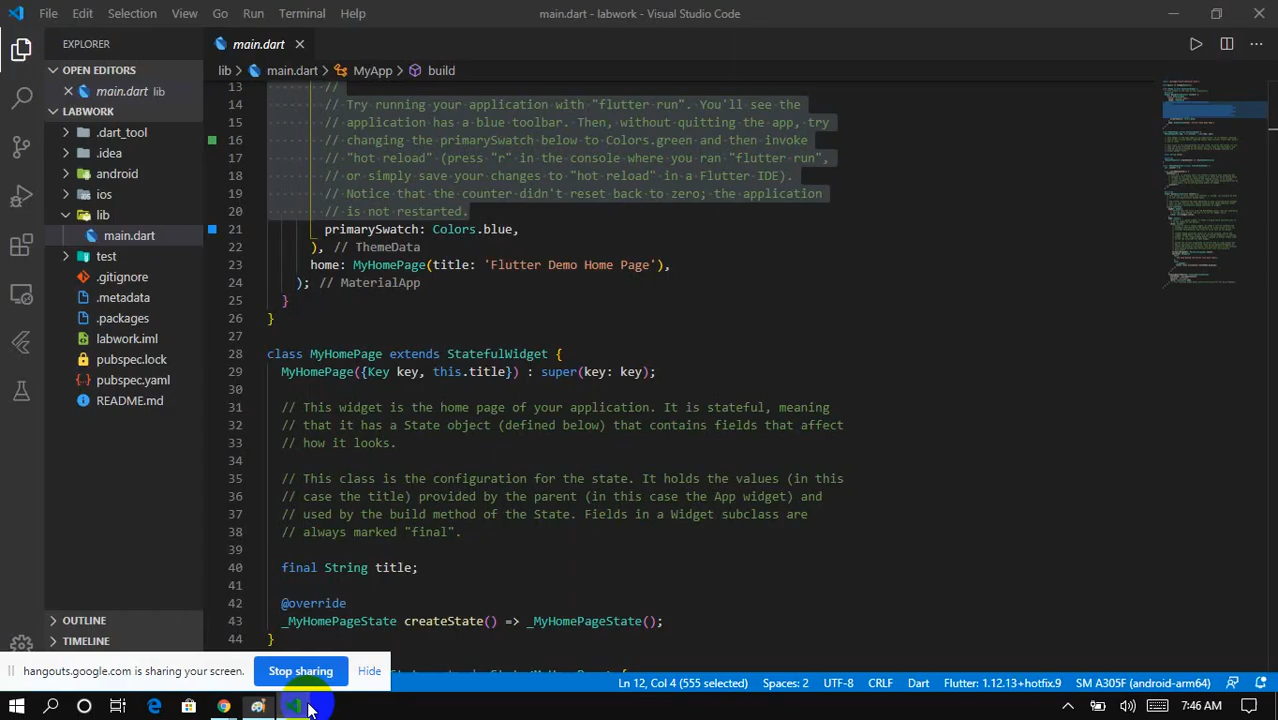 File Edit Selection View Go Run Terminal Help main.dart - labwork - Visual Studio Code
EXPLORER
OPEN EDITORS
main.dart lib
LABWORK
.dart_tool
.idea
android
ios
lib
main.dart
test
.gitignore
.metadata
.packages
labwork.iml
pubspec.lock
pubspec.yaml
README.md
OUTLINE
TIMELINE
main.dart
lib main.dart MyApp build
13 //
14 // Try running your application with "flutter run". You'll see the
15 // application has a blue toolbar. Then, without quitting the app, try
16 // changing the primarySwatch below to Colors.green and then invoke
17 // "hot reload" (press "r" in the console where you ran "flutter run",
18 // or simply save your changes to "hot reload" in a Flutter IDE).
19 // Notice that the counter didn't reset back to zero; the application
20 // is not restarted.
21 primarySwatch: Colors.blue,
22 ), // ThemeData
23 home: MyHomePage(title: 'Flutter Demo Home Page'),
24 ); // MaterialApp
25 }
26 }
27
28 class MyHomePage extends StatefulWidget {
29 MyHomePage({Key key, this.title}) : super(key: key);
30
31 // This widget is the home page of your application. It is stateful, meaning
32 // that it has a State object (defined below) that contains fields that affect
33 // how it looks.
34
35 // This class is the configuration for the state. It holds the values (in this
36 // case the title) provided by the parent (in this case the App widget) and
37 // used by the build method of the State. Fields in a Widget subclass are
38 // always marked "final".
39
40 final String title;
41
42 @override
43 _MyHomePageState createState() => _MyHomePageState();
44 }
hangouts.google.com is sharing your screen. Stop sharing Hide
Ln 12, Col 4 (555 selected) Spaces: 2 UTF-8 CRLF Dart Flutter: 1.12.13+hotfix.9 SM A305F (android-arm64)
7:46 AM